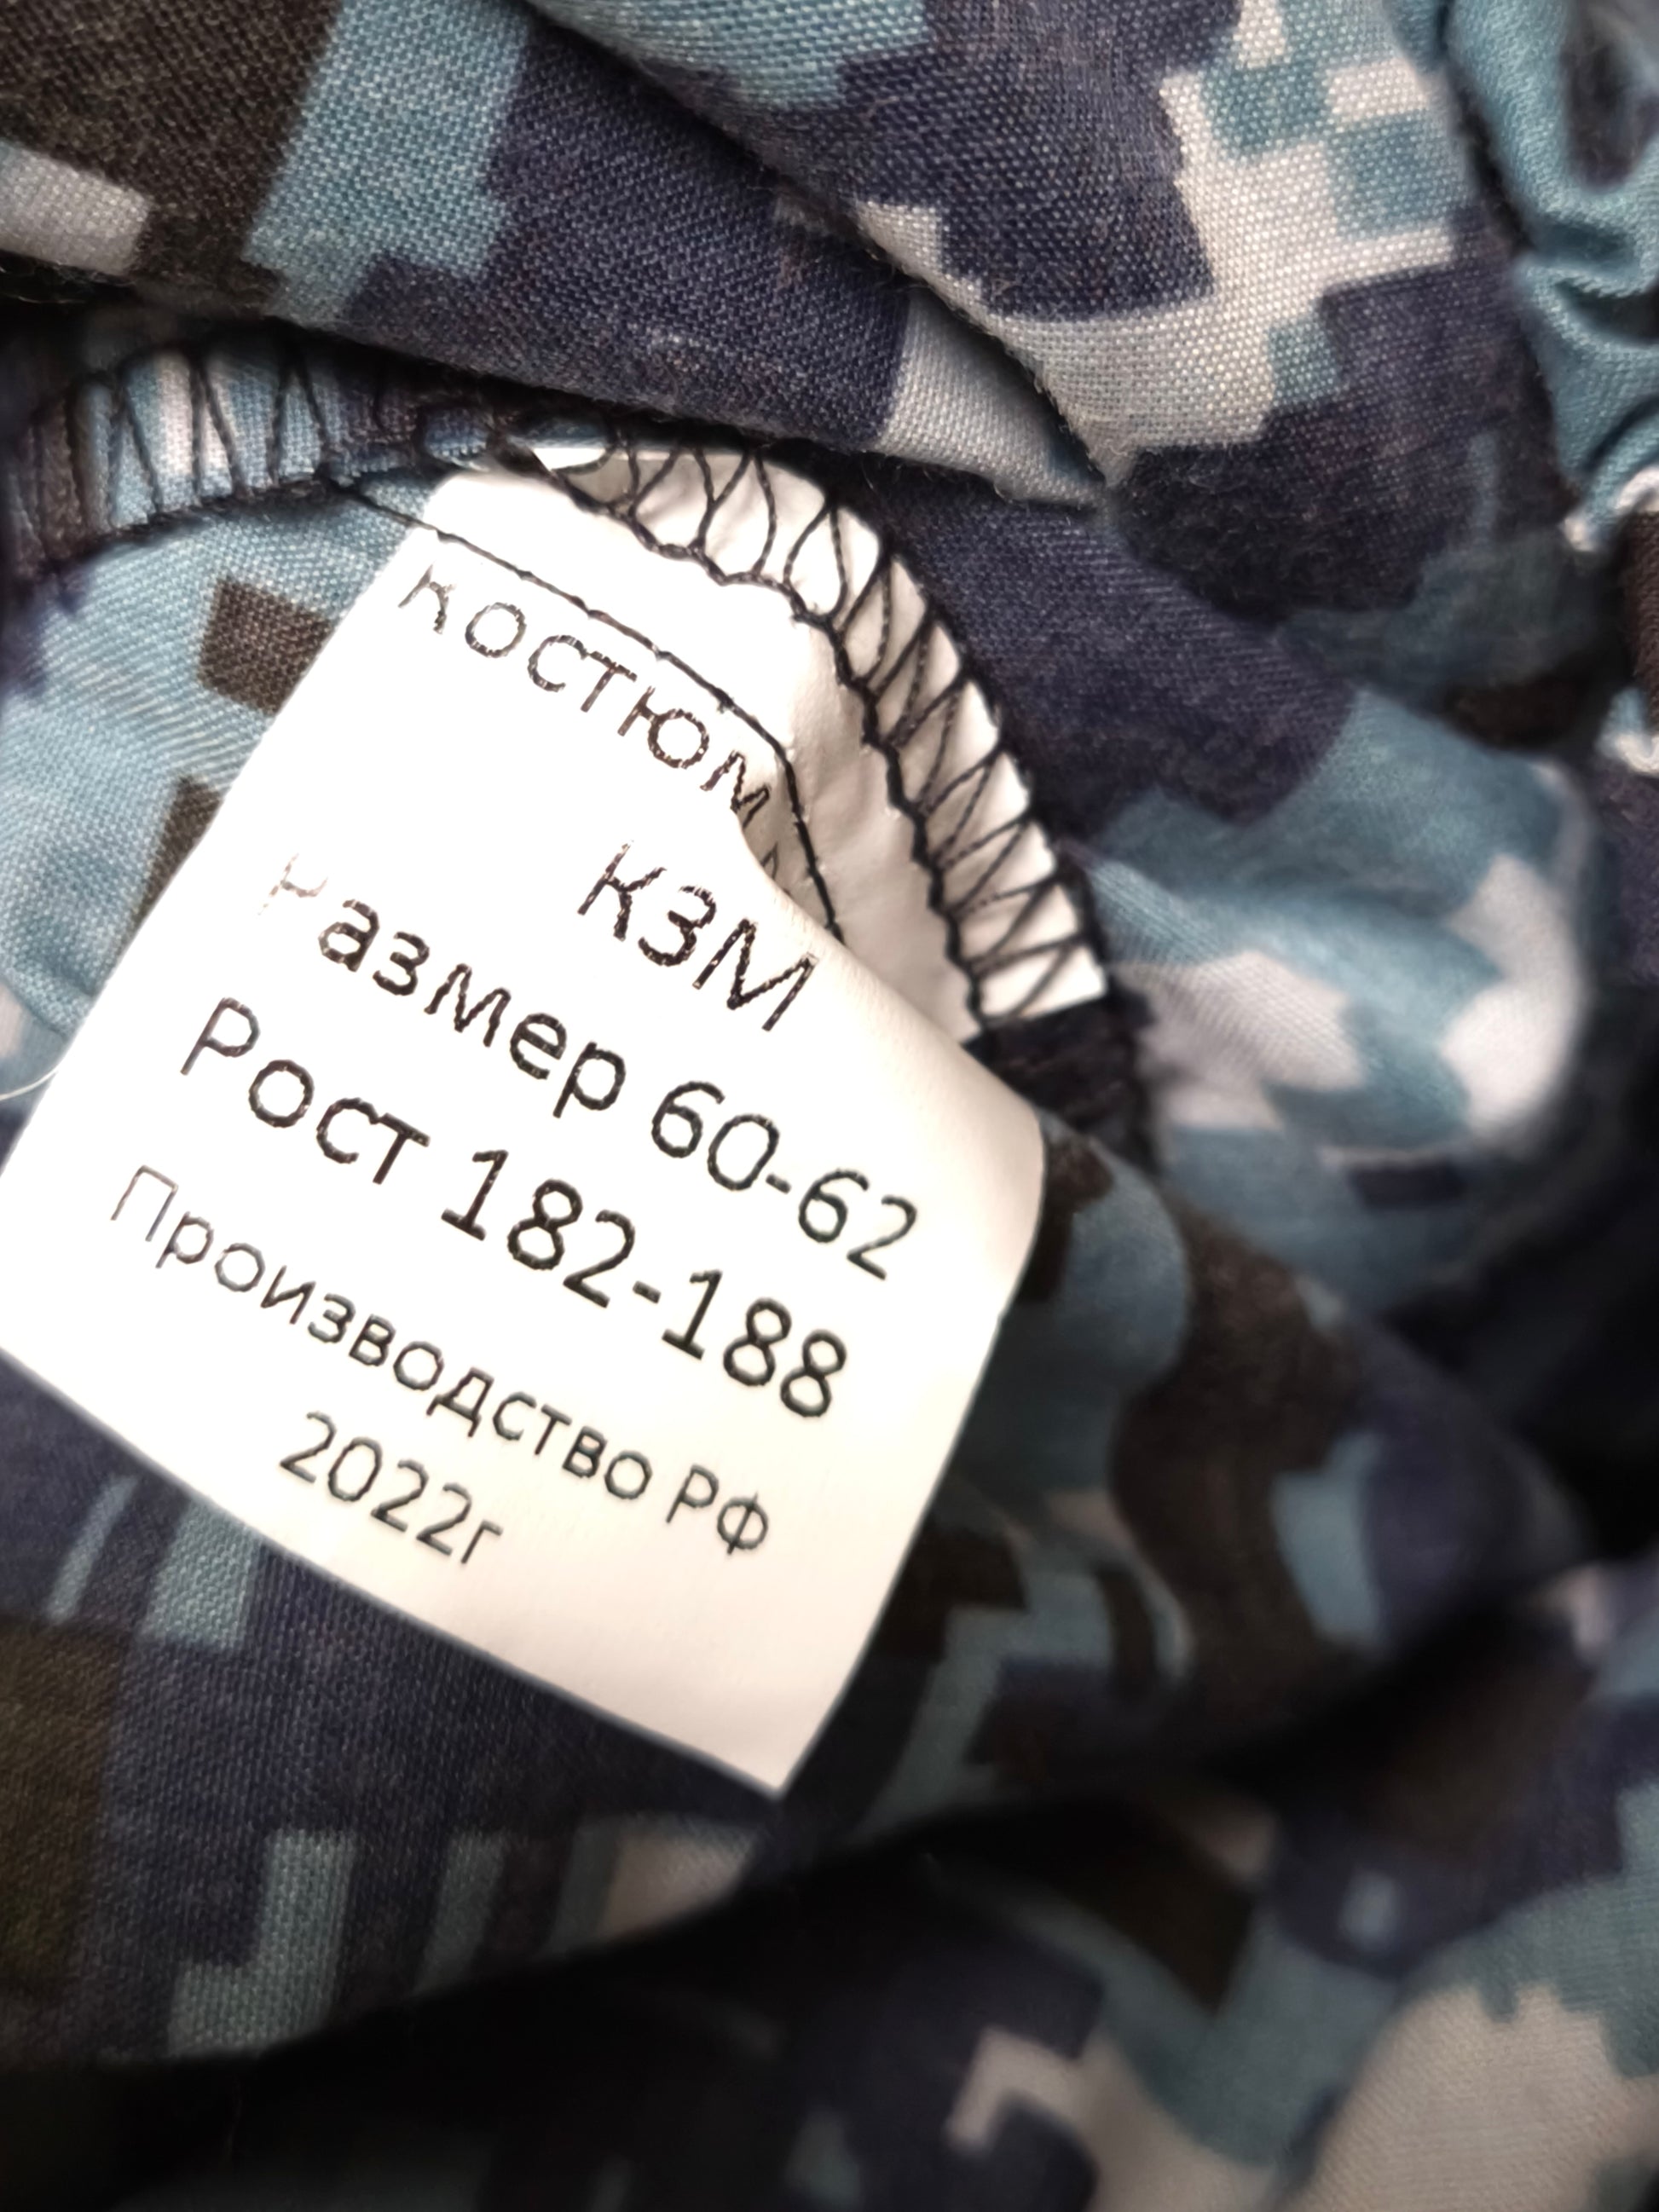 Костюм
КЗМ
Размер 60-62
Рост 182-188
Производство РФ
2022г